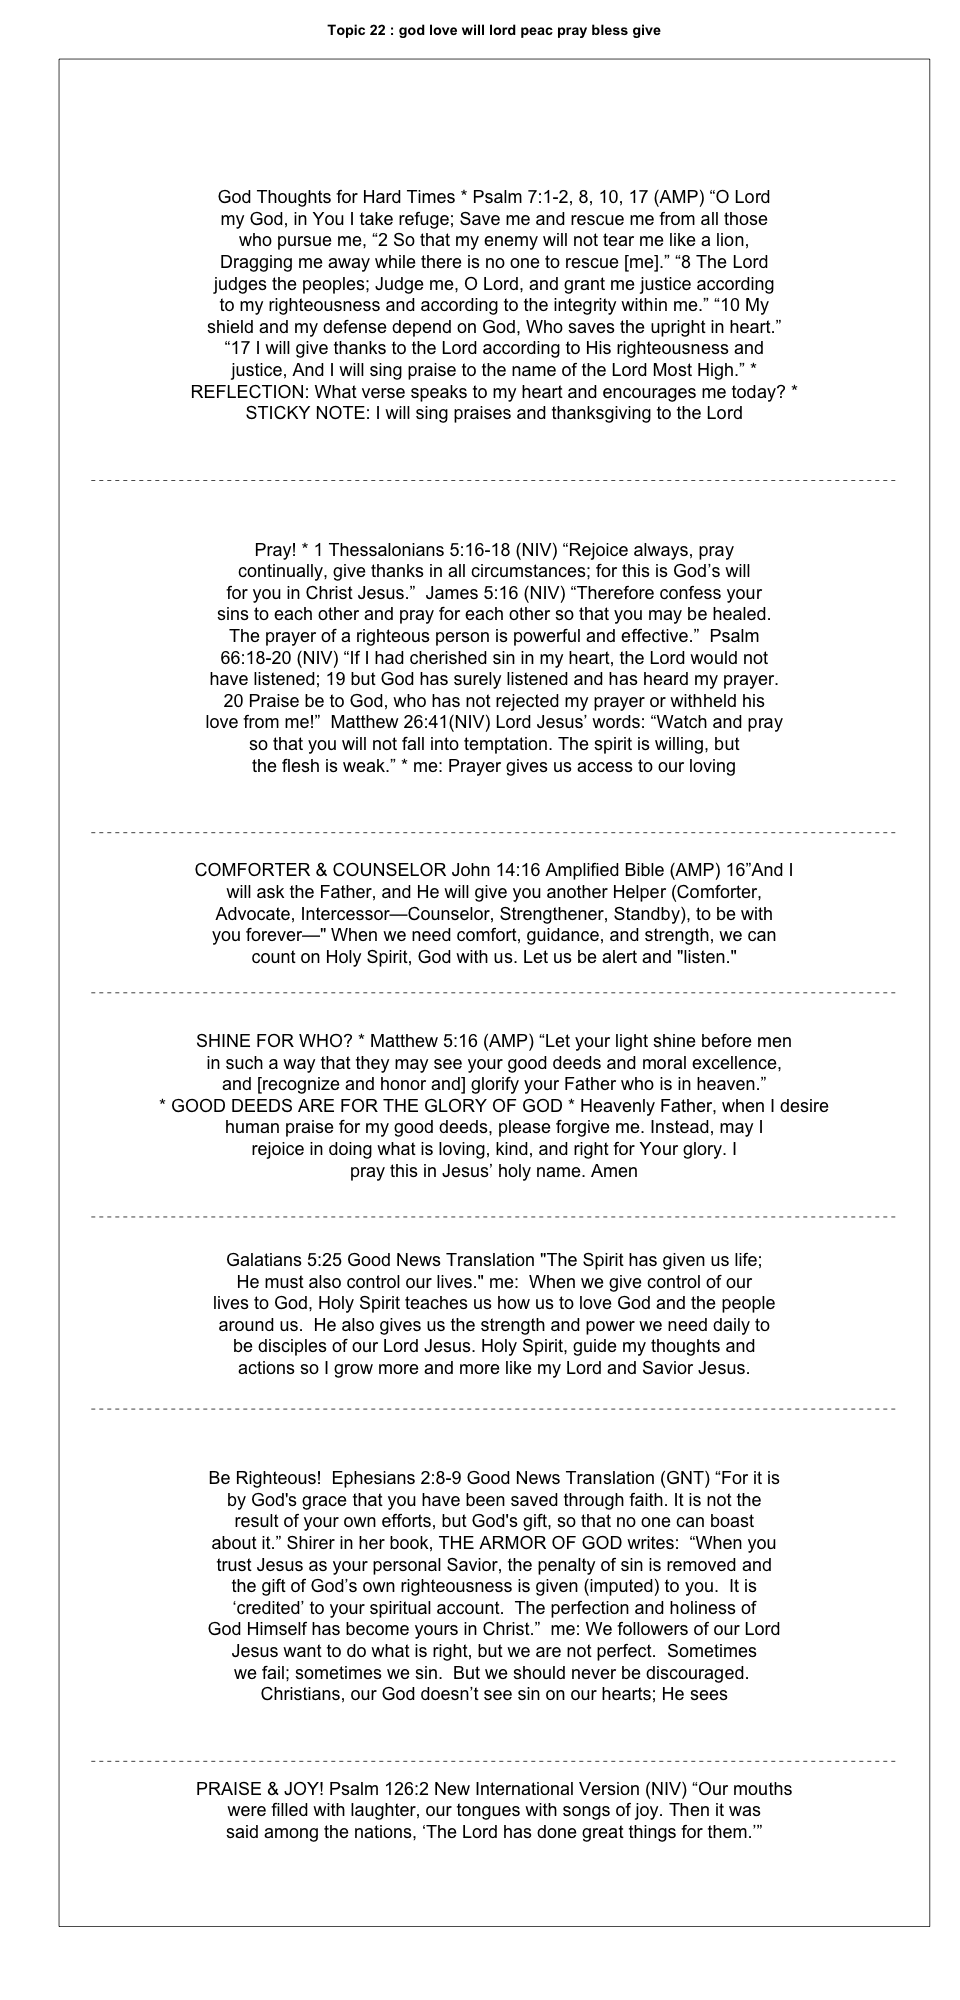 Topic 22 : god love will lord peac pray bless give
God Thoughts for Hard Times * Psalm 7:1-2, 8, 10, 17 (AMP) “O Lord
my God, in You I take refuge; Save me and rescue me from all those
who pursue me, “2 So that my enemy will not tear me like a lion,
Dragging me away while there is no one to rescue [me].” “8 The Lord
judges the peoples; Judge me, O Lord, and grant me justice according
to my righteousness and according to the integrity within me.” “10 My
shield and my defense depend on God, Who saves the upright in heart.”
“17 I will give thanks to the Lord according to His righteousness and
justice, And I will sing praise to the name of the Lord Most High.” *
REFLECTION: What verse speaks to my heart and encourages me today? *
STICKY NOTE: I will sing praises and thanksgiving to the Lord
Pray! * 1 Thessalonians 5:16-18 (NIV) “Rejoice always, pray
continually, give thanks in all circumstances; for this is God’s will
for you in Christ Jesus.”  James 5:16 (NIV) “Therefore confess your
sins to each other and pray for each other so that you may be healed.
The prayer of a righteous person is powerful and effective.”  Psalm
66:18-20 (NIV) “If I had cherished sin in my heart, the Lord would not
have listened; 19 but God has surely listened and has heard my prayer.
20 Praise be to God, who has not rejected my prayer or withheld his
love from me!”  Matthew 26:41(NIV) Lord Jesus’ words: “Watch and pray
so that you will not fall into temptation. The spirit is willing, but
the flesh is weak.” * me: Prayer gives us access to our loving
COMFORTER & COUNSELOR John 14:16 Amplified Bible (AMP) 16”And I
will ask the Father, and He will give you another Helper (Comforter,
Advocate, Intercessor—Counselor, Strengthener, Standby), to be with
you forever—" When we need comfort, guidance, and strength, we can
count on Holy Spirit, God with us. Let us be alert and "listen."
SHINE FOR WHO? * Matthew 5:16 (AMP) “Let your light shine before men
in such a way that they may see your good deeds and moral excellence,
and [recognize and honor and] glorify your Father who is in heaven.”
* GOOD DEEDS ARE FOR THE GLORY OF GOD * Heavenly Father, when I desire
human praise for my good deeds, please forgive me. Instead, may I
rejoice in doing what is loving, kind, and right for Your glory. I
pray this in Jesus’ holy name. Amen
Galatians 5:25 Good News Translation "The Spirit has given us life;
He must also control our lives." me:  When we give control of our
lives to God, Holy Spirit teaches us how us to love God and the people
around us.  He also gives us the strength and power we need daily to
be disciples of our Lord Jesus. Holy Spirit, guide my thoughts and
actions so I grow more and more like my Lord and Savior Jesus.
Be Righteous!  Ephesians 2:8-9 Good News Translation (GNT) “For it is
by God's grace that you have been saved through faith. It is not the
result of your own efforts, but God's gift, so that no one can boast
about it.” Shirer in her book, THE ARMOR OF GOD writes:  “When you
trust Jesus as your personal Savior, the penalty of sin is removed and
the gift of God’s own righteousness is given (imputed) to you.  It is
‘credited’ to your spiritual account.  The perfection and holiness of
God Himself has become yours in Christ.”  me: We followers of our Lord
Jesus want to do what is right, but we are not perfect.  Sometimes
we fail; sometimes we sin.  But we should never be discouraged.
Christians, our God doesn’t see sin on our hearts; He sees
PRAISE & JOY! Psalm 126:2 New International Version (NIV) “Our mouths
were filled with laughter, our tongues with songs of joy. Then it was
said among the nations, ‘The Lord has done great things for them.’”